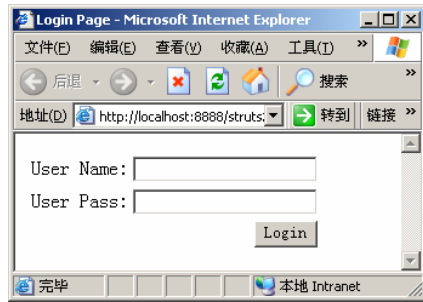 Login Page - Microsoft Internet Explorer
文件(F) 编辑(E) 查看(V) 收藏(A) 工具(T) »
后退 搜索 »
地址(D) http://localhost:8888/struts2 转到 链接 »
User Name:
User Pass:
Login
完毕 本地 Intranet